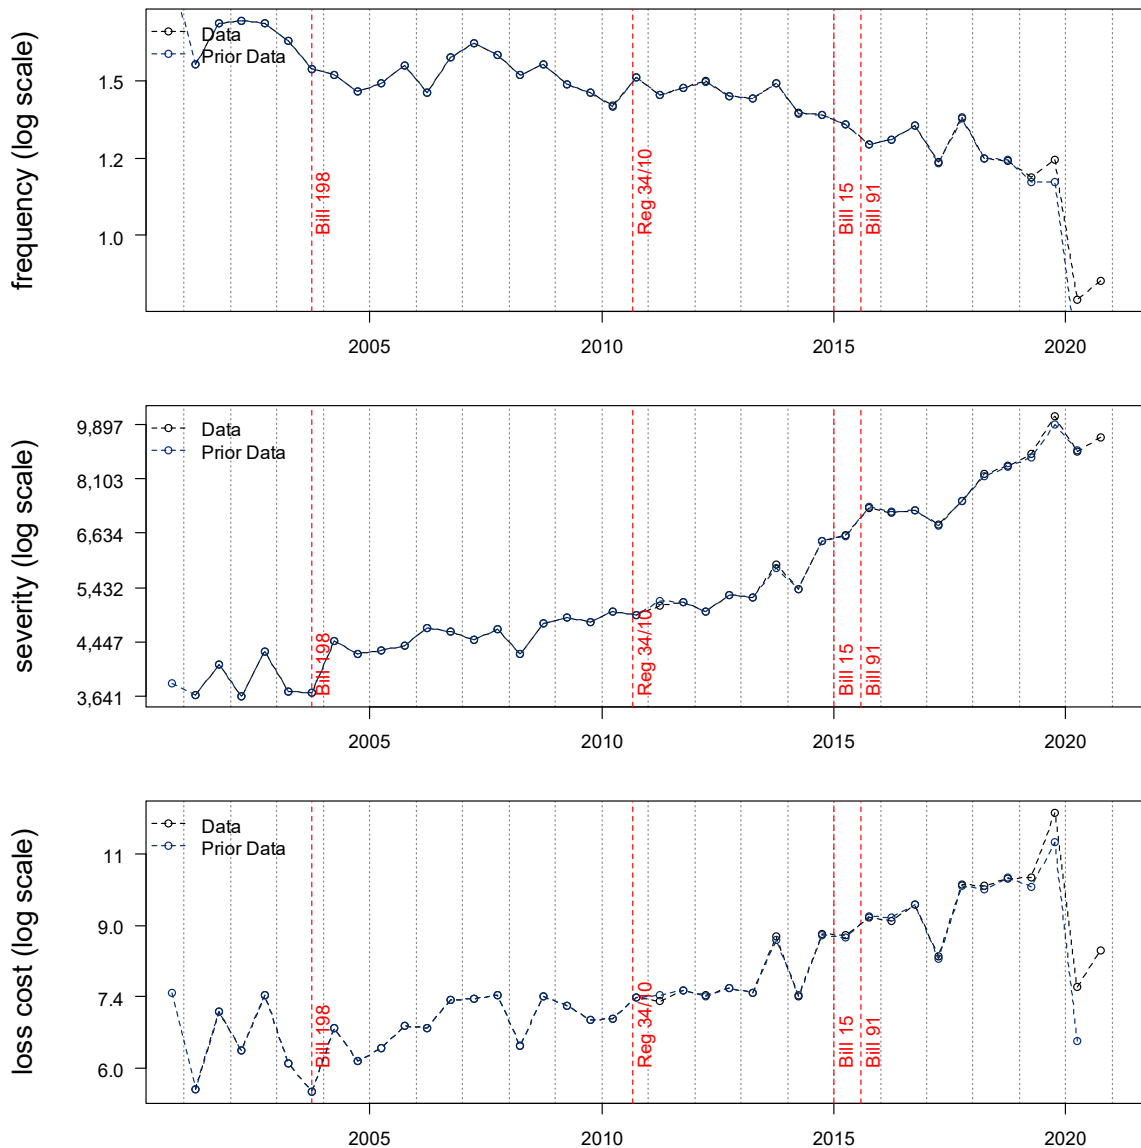 frequency (log scale)
Data
Prior Data
1.5
1.2
1.0
Bill 198
Reg 34/10
Bill 15
Bill 91
2005
2010
2015
2020
severity (log scale)
Data
Prior Data
9,897
8,103
6,634
5,432
4,447
3,641
Bill 198
Reg 34/10
Bill 15
Bill 91
2005
2010
2015
2020
loss cost (log scale)
Data
Prior Data
11
9.0
7.4
6.0
Bill 198
Reg 34/10
Bill 15
Bill 91
2005
2010
2015
2020